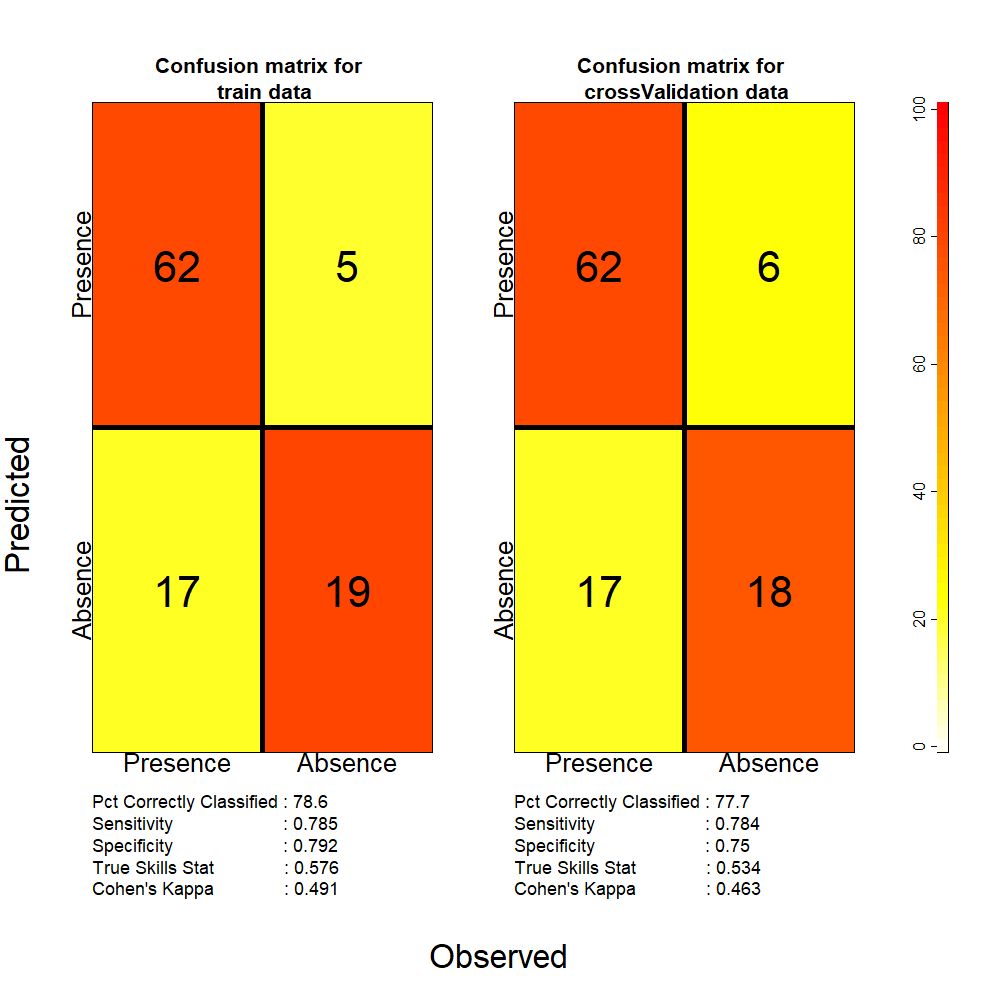 Confusion matrix for
train data
Presence
62
5
Absence
17
19
Presence Absence
Pct Correctly Classified : 78.6
Sensitivity : 0.785
Specificity : 0.792
True Skills Stat : 0.576
Cohen's Kappa : 0.491
Confusion matrix for
crossValidation data
Presence
62
6
Absence
17
18
Presence Absence
Pct Correctly Classified : 77.7
Sensitivity : 0.784
Specificity : 0.75
True Skills Stat : 0.534
Cohen's Kappa : 0.463
100
80
60
40
20
0
Predicted
Observed